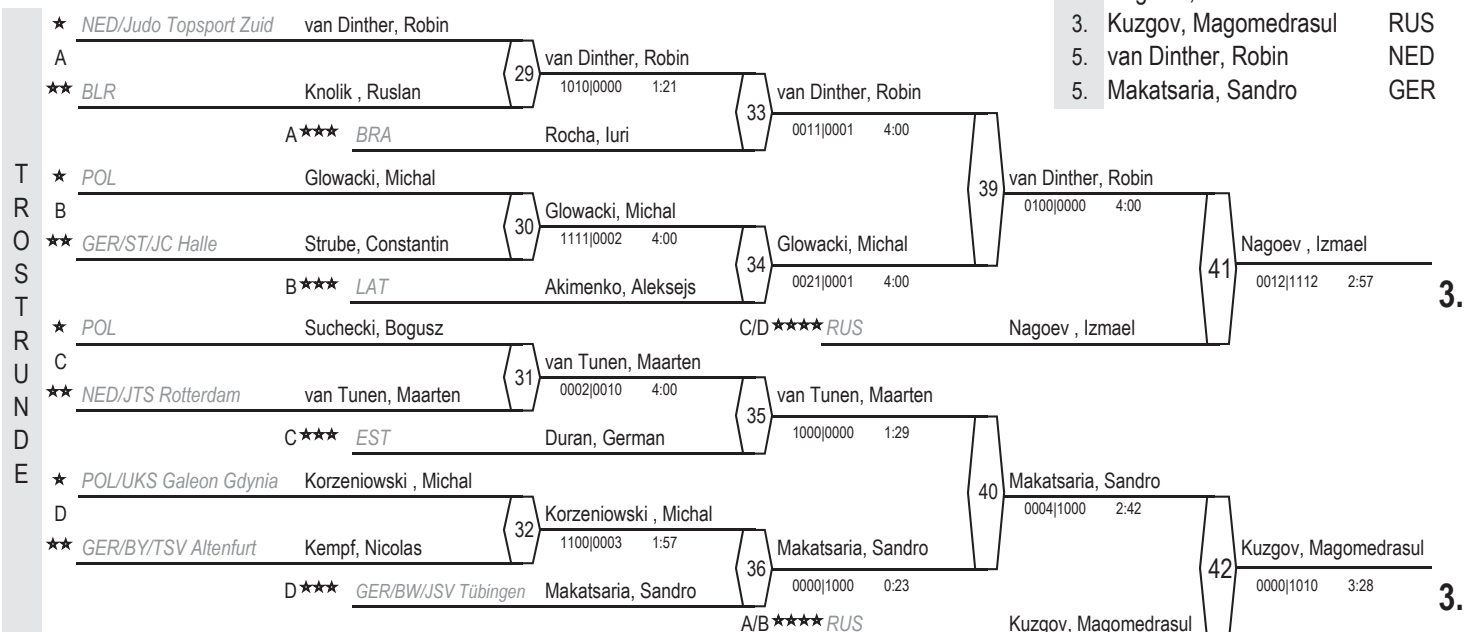 3. Kuzgov, Magomedrasul RUS
5. van Dinther, Robin NED
5. Makatsaria, Sandro GER
TROSTRUNDE
★ NED/Judo Topsport Zuid van Dinther, Robin
A
29 van Dinther, Robin
1010|0000 1:21
★★ BLR Knolik , Ruslan
33 van Dinther, Robin
0011|0001 4:00
A ★★★ BRA Rocha, Iuri
★ POL Glowacki, Michal
39 van Dinther, Robin
0100|0000 4:00
B
30 Glowacki, Michal
1111|0002 4:00
★★ GER/ST/JC Halle Strube, Constantin
34 Glowacki, Michal
0021|0001 4:00
41 Nagoev , Izmael
0012|1112 2:57
3.
B ★★★ LAT Akimenko, Aleksejs
★ POL Suchecki, Bogusz
C/D ★★★★ RUS Nagoev , Izmael
C
31 van Tunen, Maarten
0002|0010 4:00
★★ NED/JTS Rotterdam van Tunen, Maarten
35 van Tunen, Maarten
1000|0000 1:29
C ★★★ EST Duran, German
★ POL/UKS Galeon Gdynia Korzeniowski , Michal
40 Makatsaria, Sandro
0004|1000 2:42
D
32 Korzeniowski , Michal
1100|0003 1:57
★★ GER/BY/TSV Altenfurt Kempf, Nicolas
36 Makatsaria, Sandro
0000|1000 0:23
42 Kuzgov, Magomedrasul
0000|1010 3:28
3.
D ★★★ GER/BW/JSV Tübingen Makatsaria, Sandro
A/B ★★★★ RUS Kuzgov, Magomedrasul